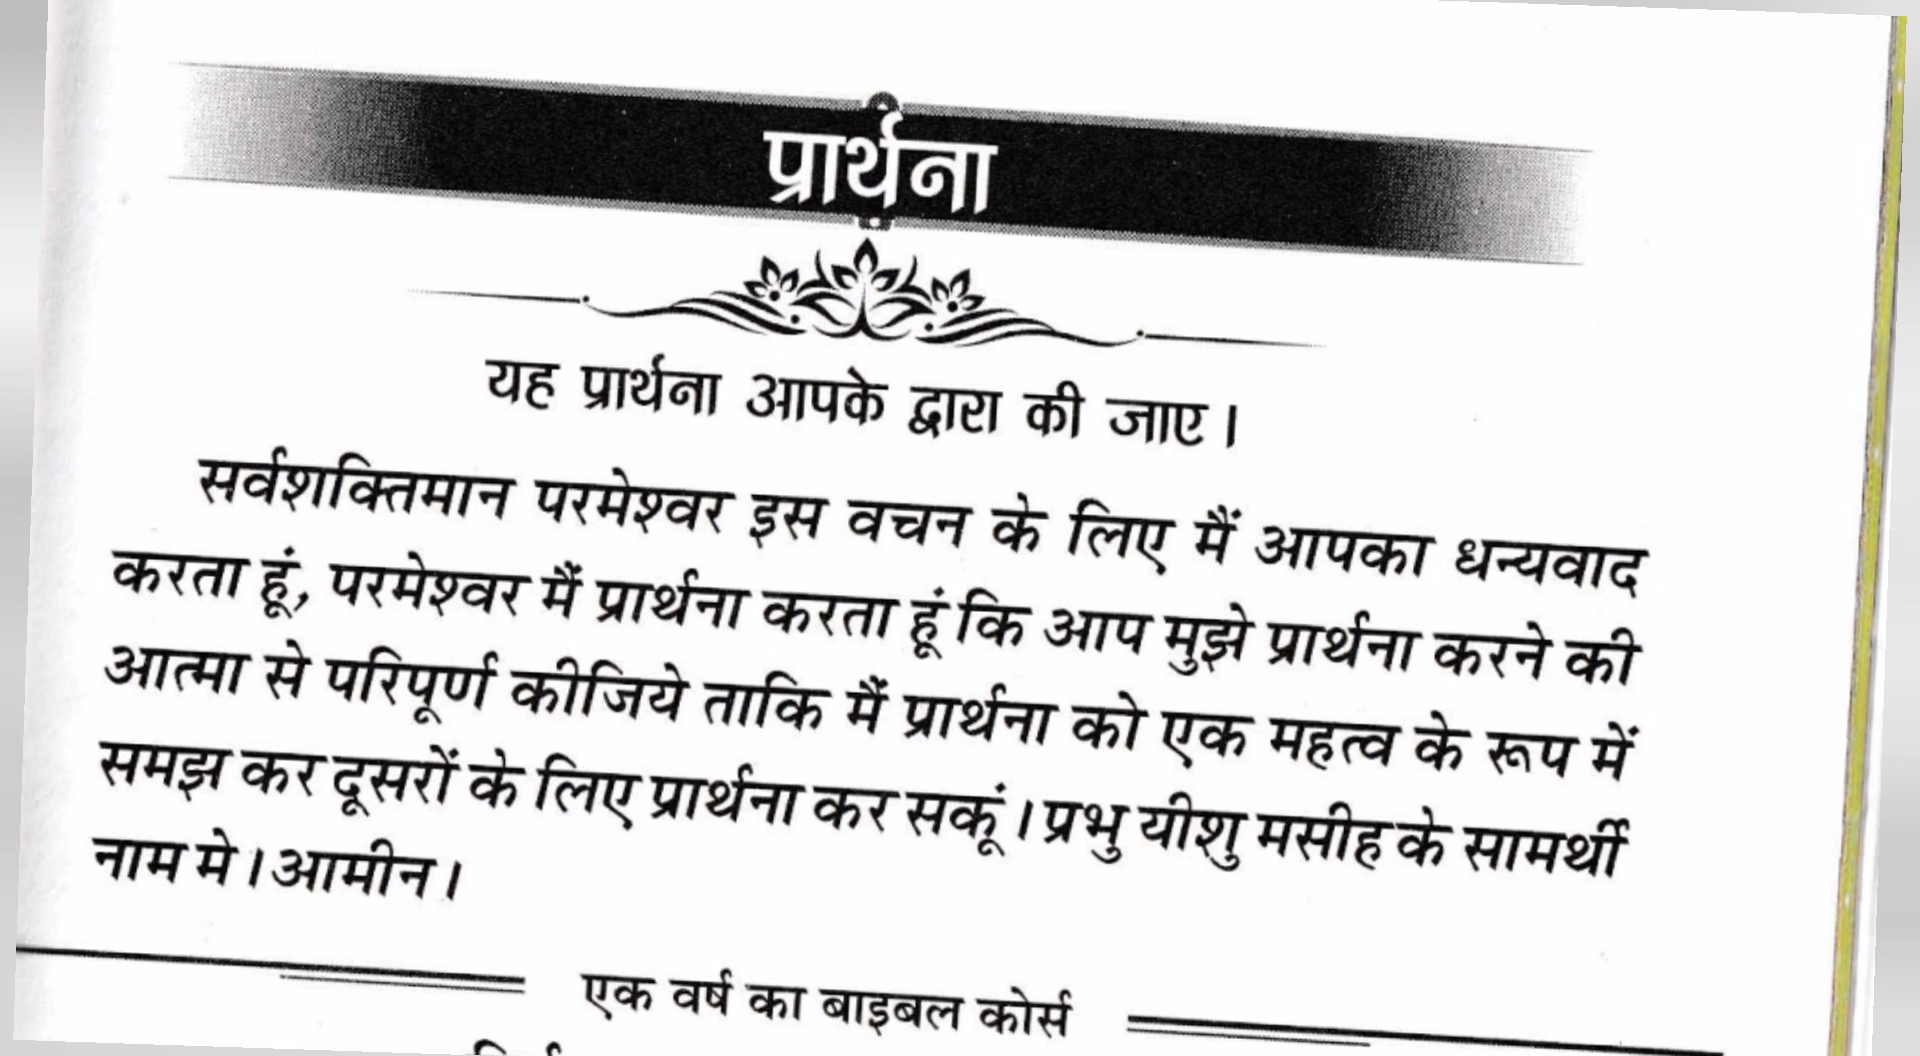 प्रार्थना
यह प्रार्थना आपके द्वारा की जाए।
सर्वशक्तिमान परमेश्वर इस वचन के लिए मैं आपका धन्यवाद
करता हूं, परमेश्वर मैं प्रार्थना करता हूं कि आप मुझे प्रार्थना करने की
आत्मा से परिपूर्ण कीजिये ताकि मैं प्रार्थना को एक महत्व के रूप में
समझ कर दूसरों के लिए प्रार्थना कर सकूं। प्रभु यीशु मसीह के सामर्थी
नाम मे। आमीन।
एक वर्ष का बाइबल कोर्स